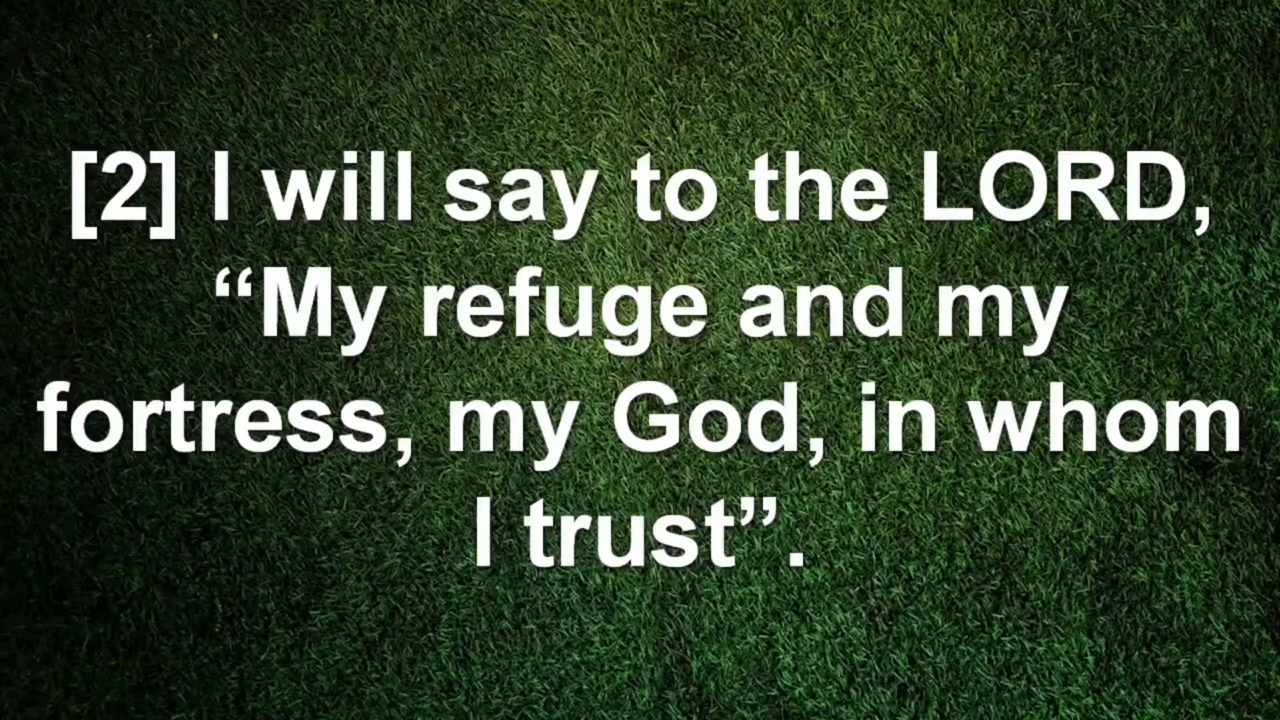 [2] I will say to the LORD,
“My refuge and my
fortress, my God, in whom
I trust”.